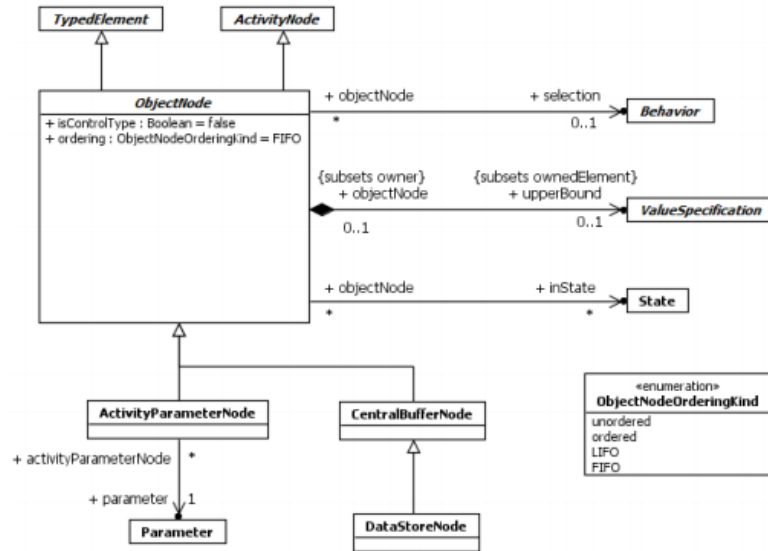 TypedElement
ActivityNode
ObjectNode
+ isControlType : Boolean = false
+ ordering : ObjectNodeOrderingKind = FIFO
+ objectNode
+ selection
*
0..1
Behavior
{subsets owner}
{subsets ownedElement}
+ objectNode
+ upperBound
0..1
0..1
ValueSpecification
+ objectNode
+ inState
*
*
State
ActivityParameterNode
CentralBufferNode
«enumeration»
ObjectNodeOrderingKind
unordered
ordered
LIFO
FIFO
+ activityParameterNode
*
+ parameter
1
Parameter
DataStoreNode